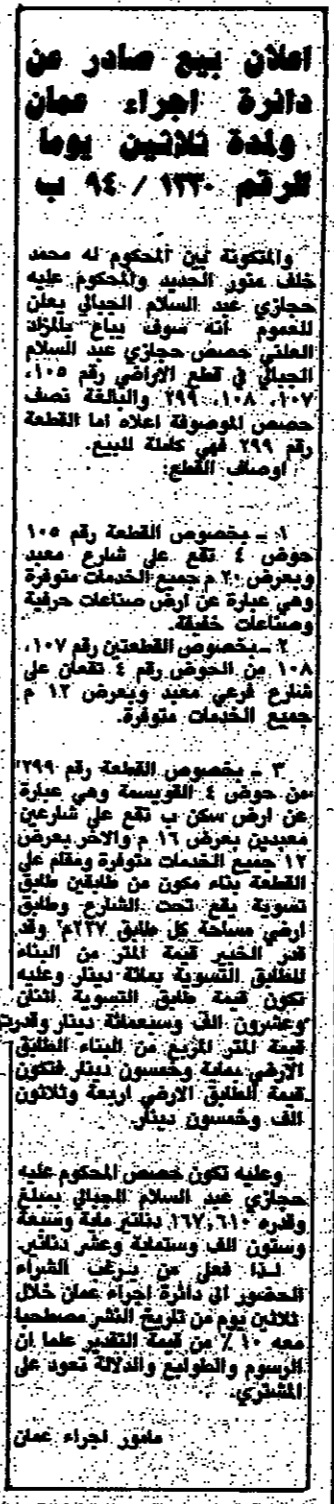 اعلان بيع صادر عن
دائرة اجراء عمان
ولمدة ثلاثين يوما
للرقم ١٣٣٠ / ٩٤ ب
والمتكونة بين المحكوم له محمد
خلف منور الحديد والمحكوم عليه
حجازي عبد السلام الجبالي يعلن
للعموم انه سوف يباع بالمزاد
العلني حصص حجازي عبد السلام
الجبالي في قطع الاراضي رقم ١٠٥،
١٠٧، ١٠٨، ٢٩٩ والبالغة نصف
حصص الموصوفة اعلاه اما القطعة
رقم ٢٩٩ فهي كاملة للبيع.
اوصاف القطع:
١ - بخصوص القطعة رقم ١٠٥
حوض ٤ تقع على شارع معبد
وبعرض ٢٠ م جميع الخدمات متوفرة
وهي عبارة عن ارض صناعات حرفية
وصناعات خفيفة.
٢ - بخصوص القطعتين رقم ١٠٧،
١٠٨ من الحوض رقم ٤ تقعان على
شارع فرعي معبد وبعرض ١٢ م
جميع الخدمات متوفرة.
٣ - بخصوص القطعة رقم ٢٩٩
من حوض ٤ القويسمة وهي عبارة
عن ارض سكن ب تقع على شارعين
معبدين بعرض ١٦ م والاخر بعرض
١٢ جميع الخدمات متوفرة ومقام على
القطعة بناء مكون من طابقين طابق
تسوية يقع تحت الشارع وطابق
ارضي مساحة كل طابق ٢٢٧م وقد
قدر الخبير قيمة المتر من البناء
للطابق التسوية بمائة دينار وعليه
تكون قيمة طابق التسوية اثنان
وعشرون الف وسبعمائة دينار وقدرت
قيمة المتر المربع من البناء الطابق
الارضي بمائة وخمسون دينار فتكون
قيمة الطابق الارضي اربعة وثلاثون
الف وخمسون دينار.
وعليه تكون حصص المحكوم عليه
حجازي عبد السلام الجبالي بمبلغ
وقدره ١٦٧,٦١٠ دنانير مائة وسبعة
وستون الف وستمائة وعشر دنانير.
لذا فعلى من يرغب الشراء
الحضور الى دائرة اجراء عمان خلال
ثلاثين يوم من تاريخ النشر مصطحبا
معه ١٠٪ من قيمة التقدير علما ان
الرسوم والطوابع والدلالة تعود على
المشتري.
مامور اجراء عمان